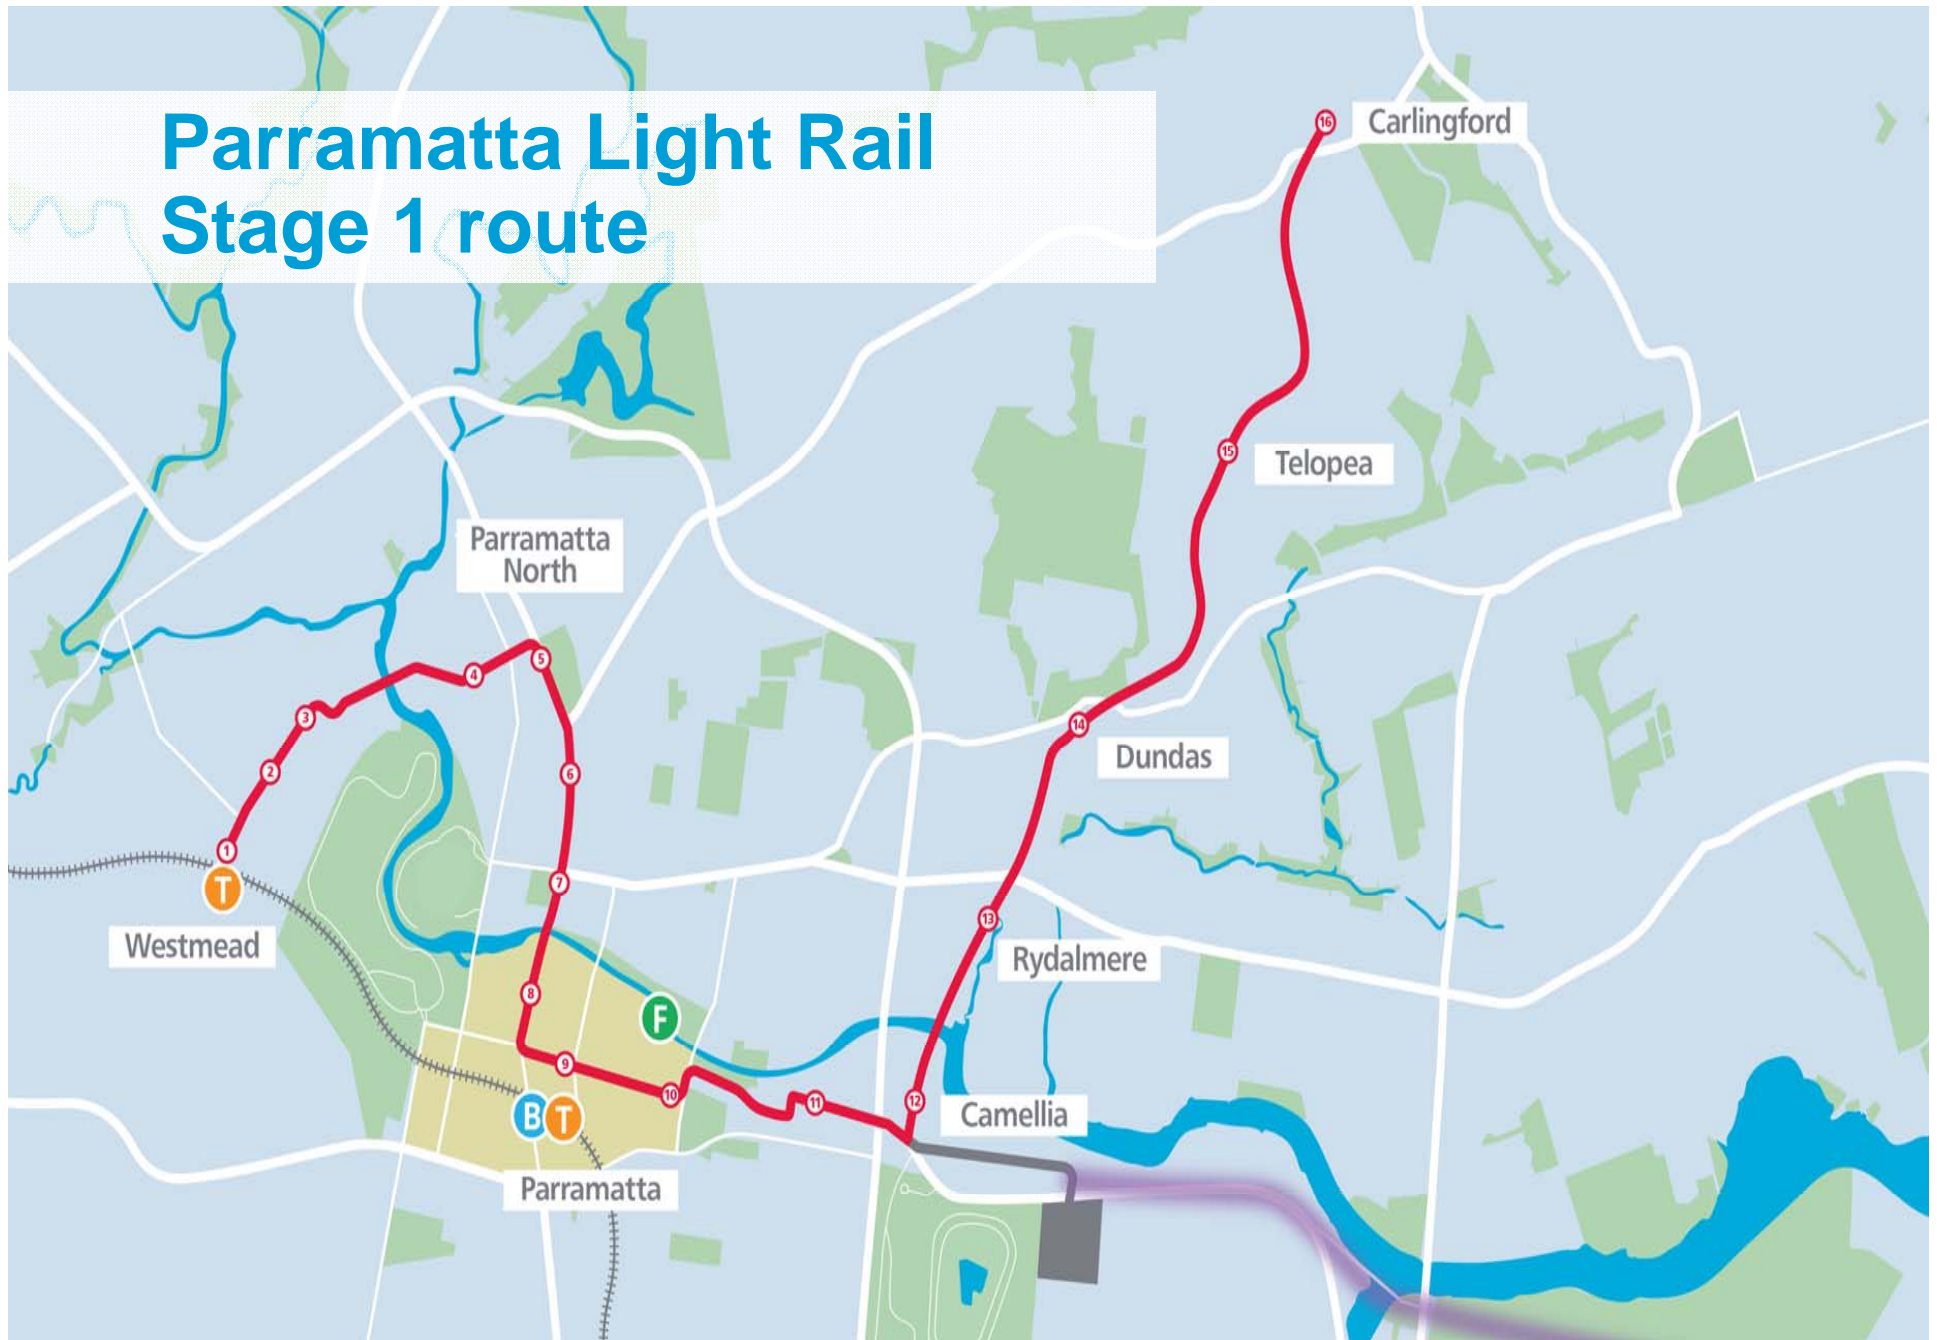 Parramatta Light Rail
Stage 1 route
16
Carlingford
15
Telopea
Parramatta
North
5
4
3
14
Dundas
2
6
1
T
7
Westmead
13
Rydalmere
8
F
9
10
11
12
Camellia
B
T
Parramatta